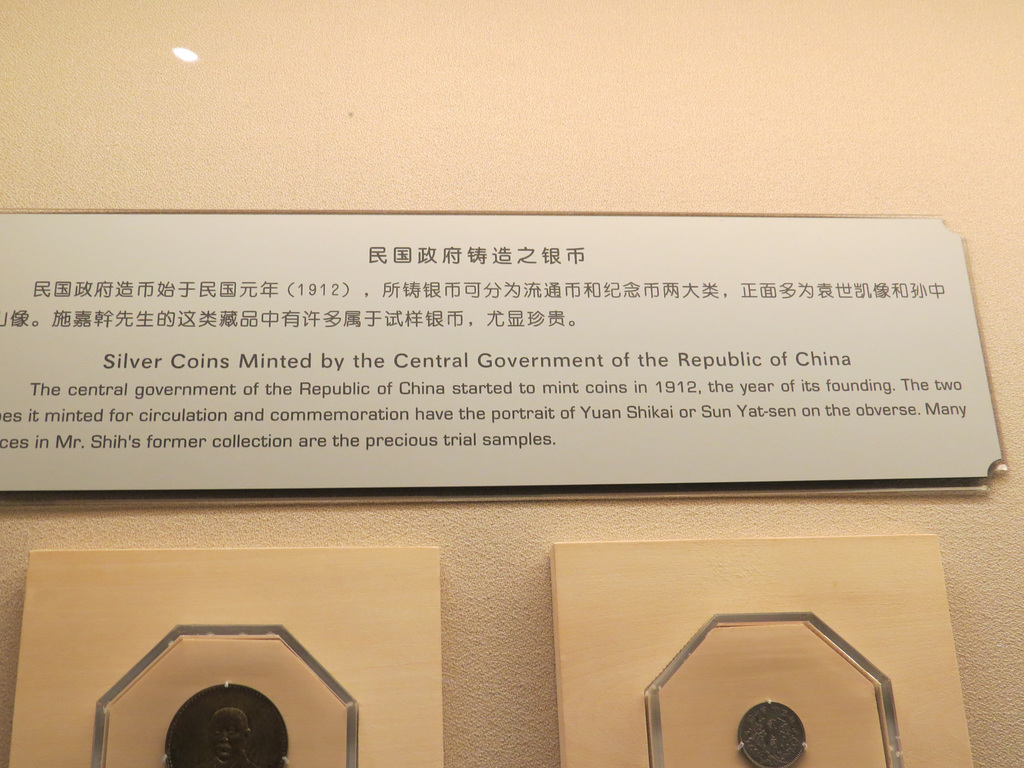 民国政府铸造之银币
民国政府造币始于民国元年（1912），所铸银币可分为流通币和纪念币两大类，正面多为袁世凯像和孙中
像。施嘉幹先生的这类藏品中有许多属于试样银币，尤显珍贵。
Silver Coins Minted by the Central Government of the Republic of China
The central government of the Republic of China started to mint coins in 1912, the year of its founding. The two
it minted for circulation and commemoration have the portrait of Yuan Shikai or Sun Yat-sen on the obverse. Many
in Mr. Shih's former collection are the precious trial samples.